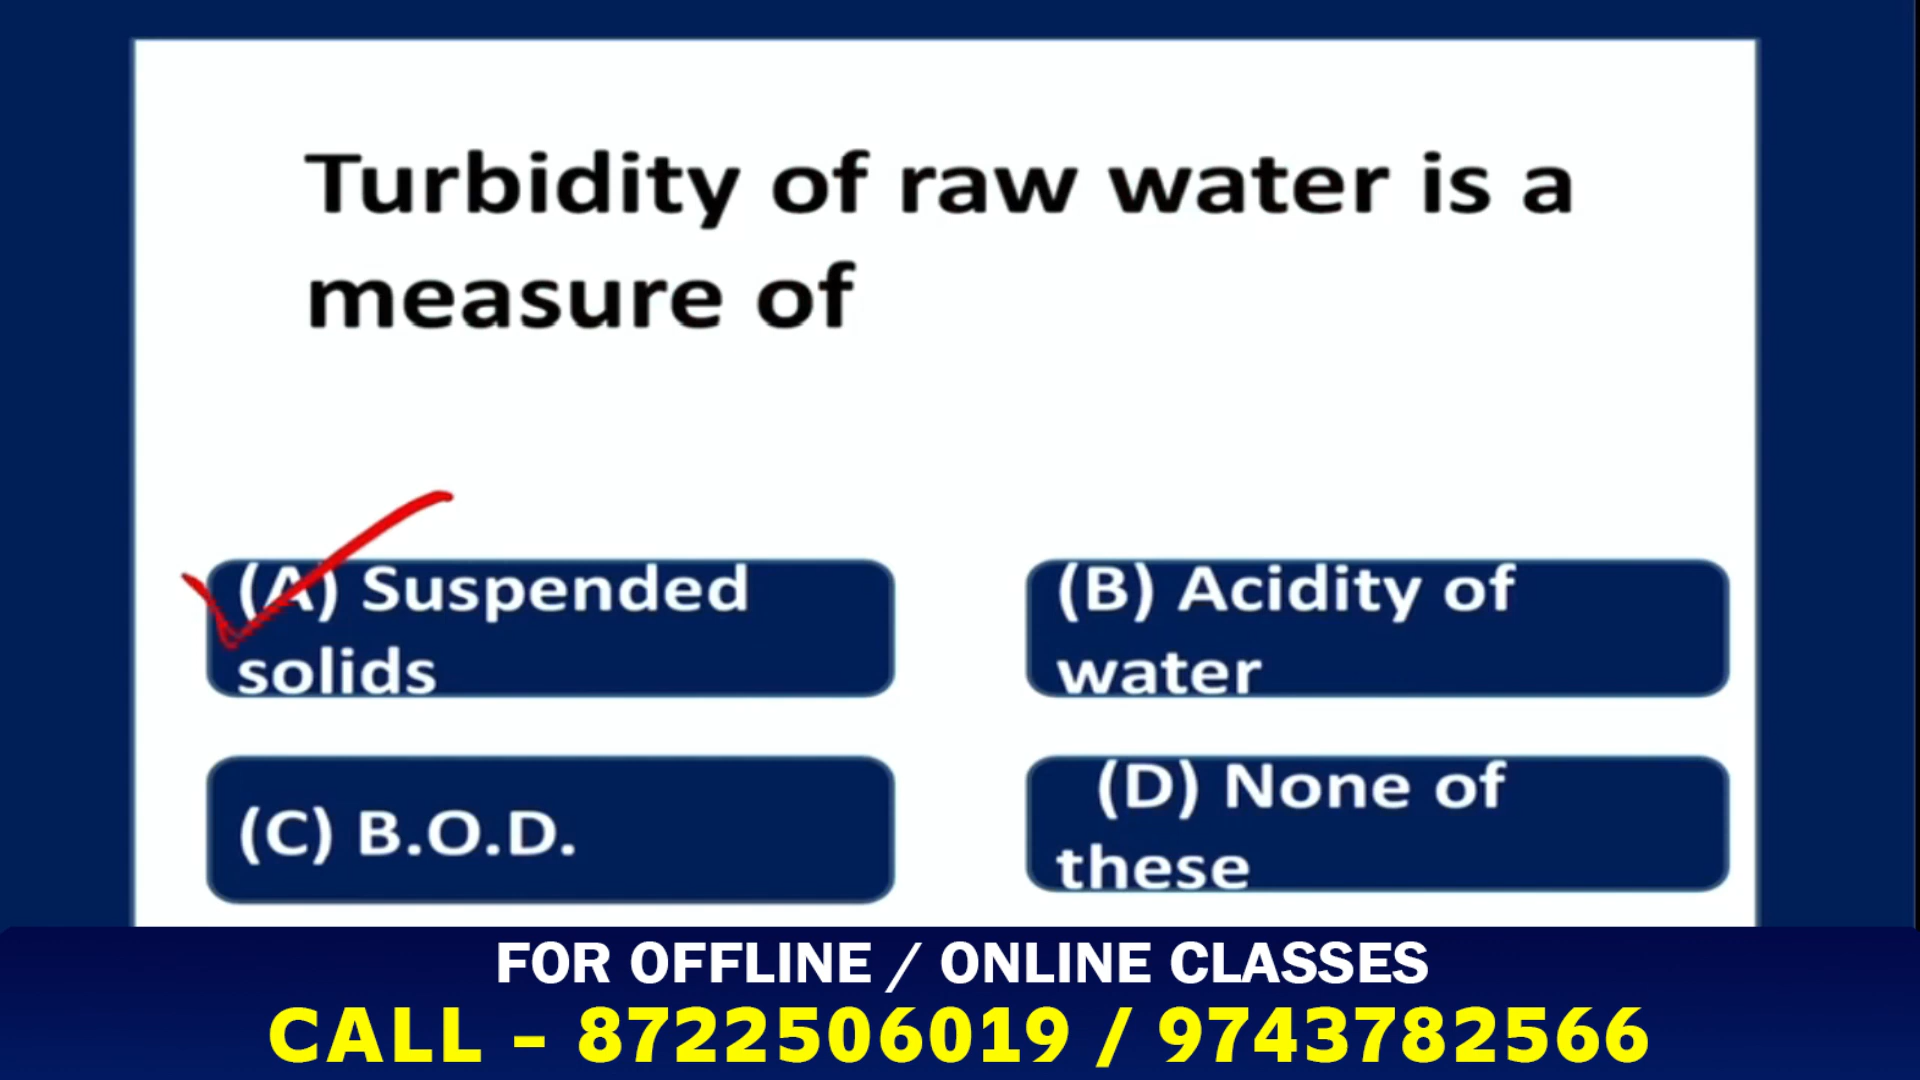 Turbidity of raw water is a
measure of
(A) Suspended
solids
(B) Acidity of
water
(C) B.O.D.
(D) None of
these
FOR OFFLINE / ONLINE CLASSES
CALL – 8722506019 / 9743782566